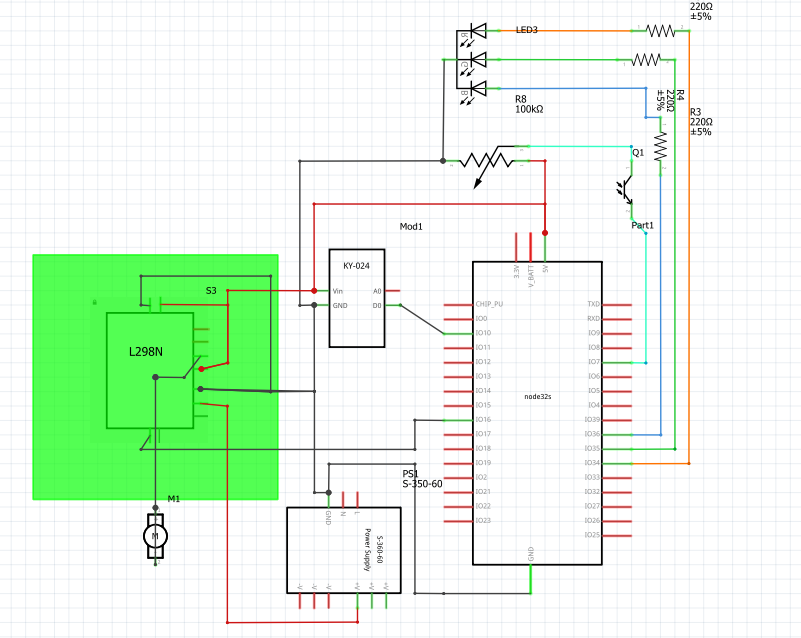 220Ω
±5%
LED3
R4
220Ω
±5%
R8
100kΩ
R3
220Ω
±5%
Q1
Part1
Mod1
KY-024
Vin
GND
A0
D0
S3
L298N
3.3V
V_BATT
5V
CHIP_PU
IO0
IO10
IO11
IO12
IO13
IO14
IO15
IO16
IO17
IO18
IO19
IO2
IO21
IO22
IO23
TXD
RXD
IO9
IO8
IO7
IO6
IO5
IO4
IO39
IO36
IO35
IO34
IO33
IO32
IO27
IO26
IO25
node32s
GND
PS1
S-350-60
GND
N
L
S-360-60
Power Supply
-V
-V
-V
+V
+V
+V
M1
M